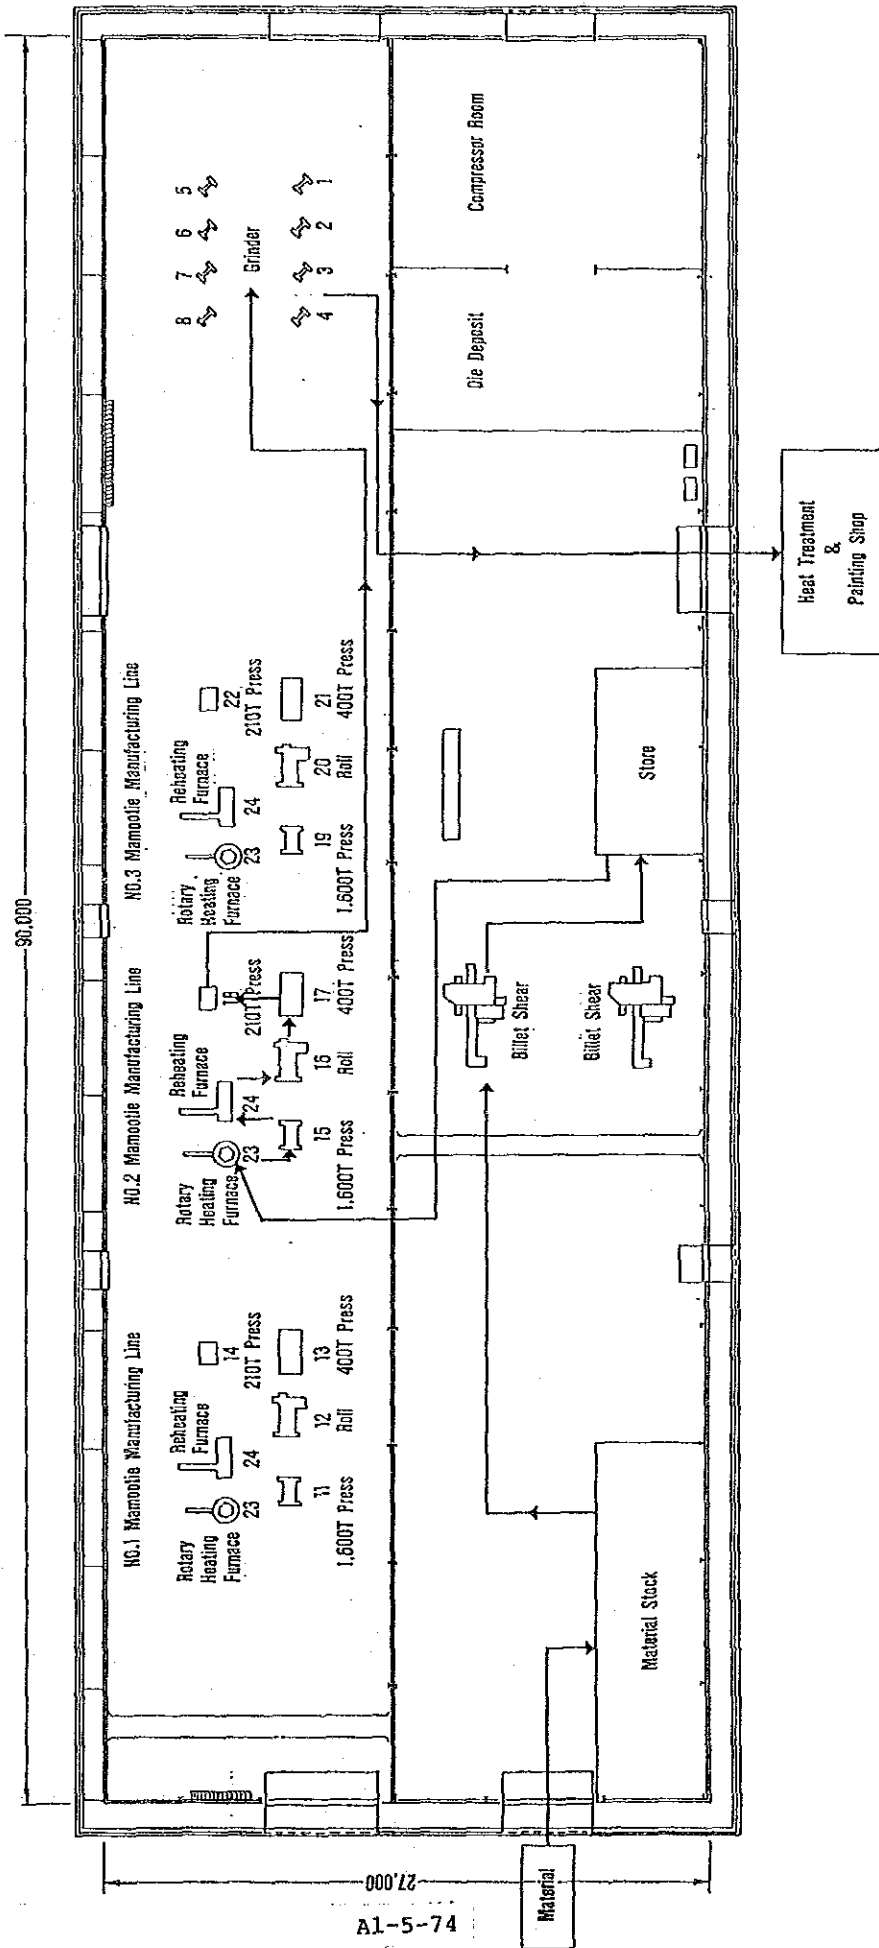 90,000
27,000
NO.1 Mamootie Manufacturing Line
Rotary
Heating
Furnace
23
Reheating
Furnace
24
14
210T Press
11
1,600T Press
12
Roll
13
400T Press
NO.2 Mamootie Manufacturing Line
Rotary
Heating
Furnace
23
Reheating
Furnace
24
18
210T Press
15
1,600T Press
16
Roll
17
400T Press
NO.3 Mamootie Manufacturing Line
Rotary
Heating
Furnace
23
Reheating
Furnace
24
22
210T Press
19
1,600T Press
20
Roll
21
400T Press
8
7
6
5
Grinder
4
3
2
1
Billet Shear
Billet Shear
Die Deposit
Compressor Room
Material Stock
Store
Material
Heat Treatment
&
Painting Shop
A1-5-74